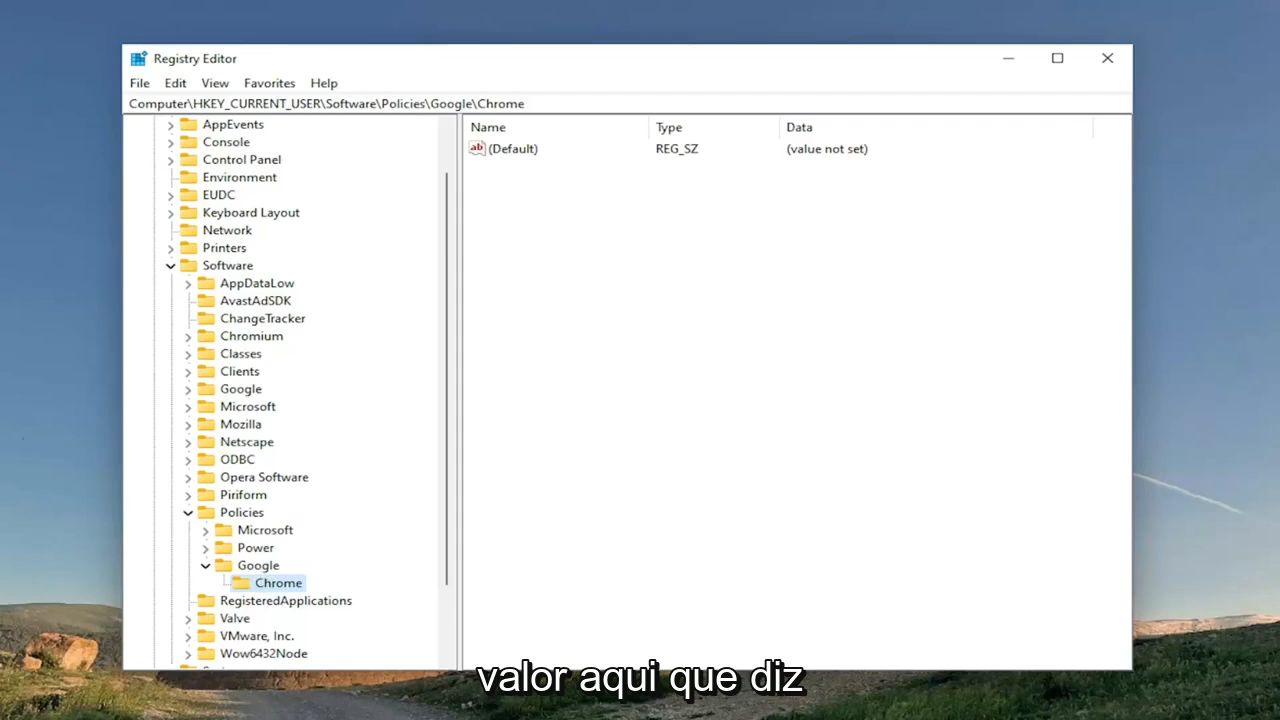 Registry Editor
File Edit View Favorites Help
Computer\HKEY_CURRENT_USER\Software\Policies\Google\Chrome
Name Type Data
ab (Default) REG_SZ (value not set)
AppEvents
Console
Control Panel
Environment
EUDC
Keyboard Layout
Network
Printers
Software
AppDataLow
AvastAdSDK
ChangeTracker
Chromium
Classes
Clients
Google
Microsoft
Mozilla
Netscape
ODBC
Opera Software
Piriform
Policies
Microsoft
Power
Google
Chrome
RegisteredApplications
Valve
VMware, Inc.
Wow6432Node
valor aqui que diz